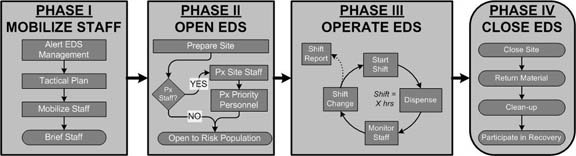 PHASE I
MOBILIZE STAFF
Alert EDS
Management
Tactical Plan
Mobilize Staff
Brief Staff
PHASE II
OPEN EDS
Prepare Site
Px
Staff?
YES
Px Site Staff
Px Priority
Personnel
NO
Open to Risk Population
PHASE III
OPERATE EDS
Shift
Report
Start
Shift
Shift
Change
Shift =
X hrs
Dispense
Monitor
Staff
PHASE IV
CLOSE EDS
Close Site
Return Material
Clean-up
Participate in Recovery